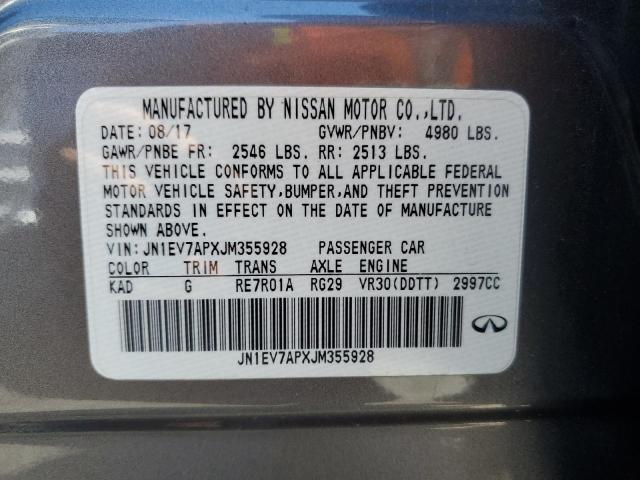 MANUFACTURED BY NISSAN MOTOR CO.,LTD.
DATE: 08/17 GVWR/PNBV: 4980 LBS.
GAWR/PNBE FR: 2546 LBS. RR: 2513 LBS.
THIS VEHICLE CONFORMS TO ALL APPLICABLE FEDERAL
MOTOR VEHICLE SAFETY,BUMPER,AND THEFT PREVENTION
STANDARDS IN EFFECT ON THE DATE OF MANUFACTURE
SHOWN ABOVE.
VIN: JN1EV7APXJM355928 PASSENGER CAR
COLOR TRIM TRANS AXLE ENGINE
KAD G RE7R01A RG29 VR30(DDTT) 2997CC
JN1EV7APXJM355928